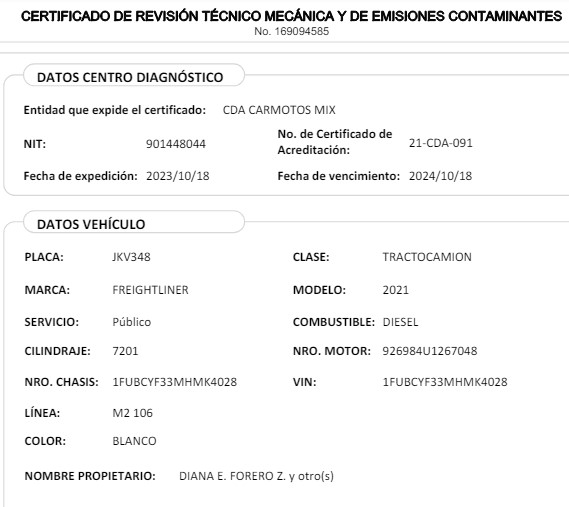 CERTIFICADO DE REVISIÓN TÉCNICO MECÁNICA Y DE EMISIONES CONTAMINANTES
No. 169094585
DATOS CENTRO DIAGNÓSTICO
Entidad que expide el certificado: CDA CARMOTOS MIX
NIT: 901448044 No. de Certificado de Acreditación: 21-CDA-091
Fecha de expedición: 2023/10/18 Fecha de vencimiento: 2024/10/18
DATOS VEHÍCULO
PLACA: JKV348 CLASE: TRACTOCAMION
MARCA: FREIGHTLINER MODELO: 2021
SERVICIO: Público COMBUSTIBLE: DIESEL
CILINDRAJE: 7201 NRO. MOTOR: 926984U1267048
NRO. CHASIS: 1FUBCYF33MHMK4028 VIN: 1FUBCYF33MHMK4028
LÍNEA: M2 106
COLOR: BLANCO
NOMBRE PROPIETARIO: DIANA E. FORERO Z. y otro(s)